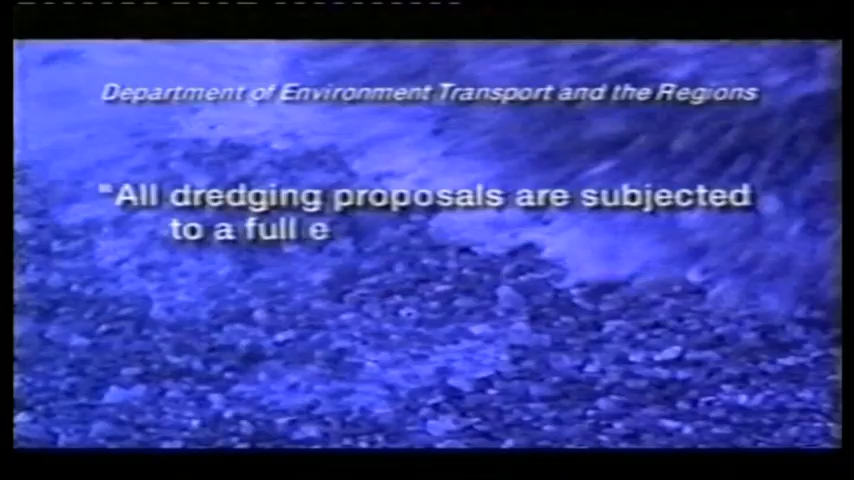 Department of Environment Transport and the Regions
"All dredging proposals are subjected
to a full e